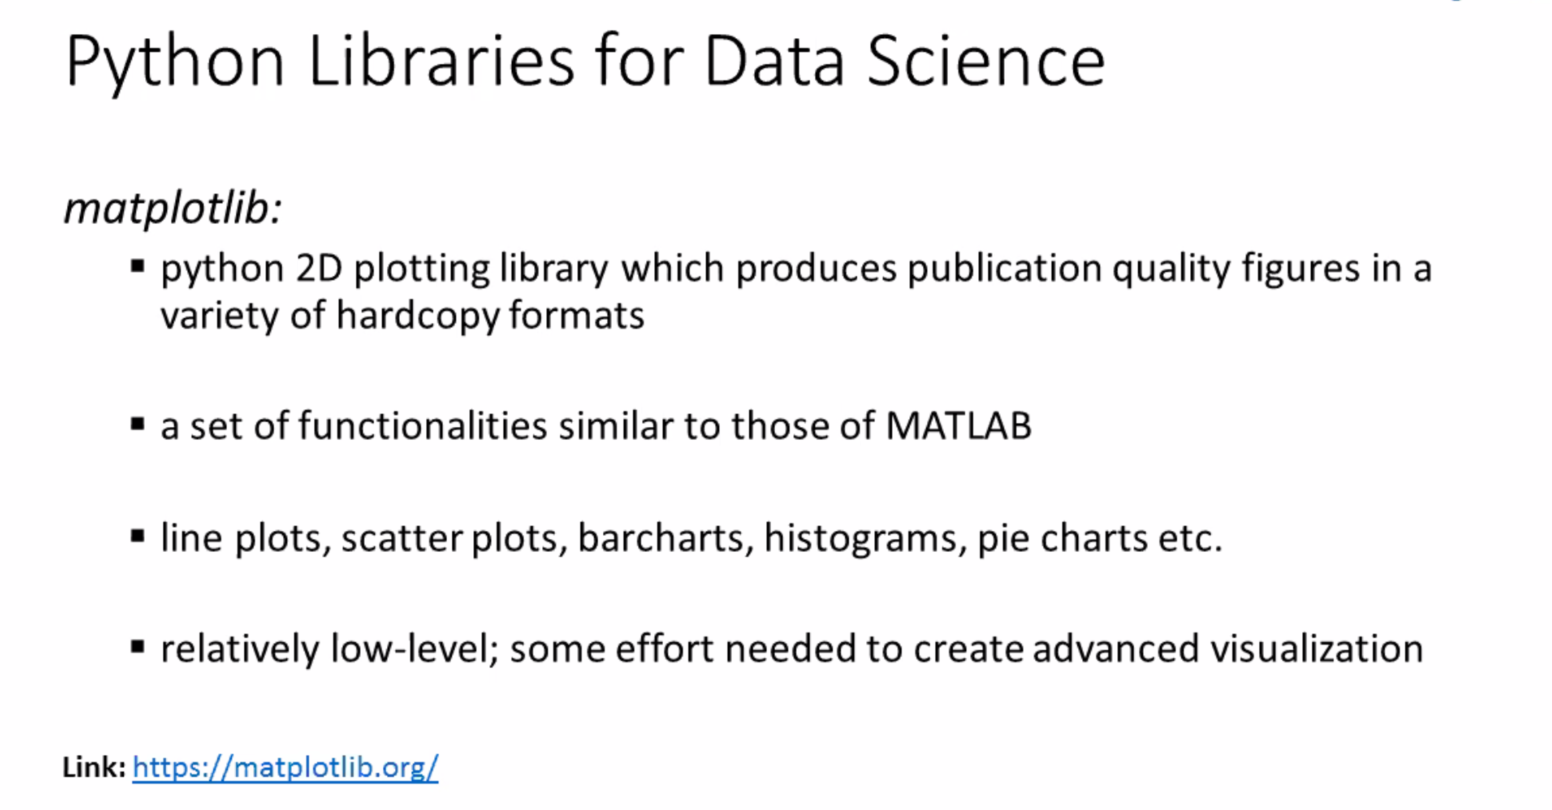 Python Libraries for Data Science
matplotlib:
▪ python 2D plotting library which produces publication quality figures in a
variety of hardcopy formats
▪ a set of functionalities similar to those of MATLAB
▪ line plots, scatter plots, barcharts, histograms, pie charts etc.
▪ relatively low-level; some effort needed to create advanced visualization
Link: https://matplotlib.org/